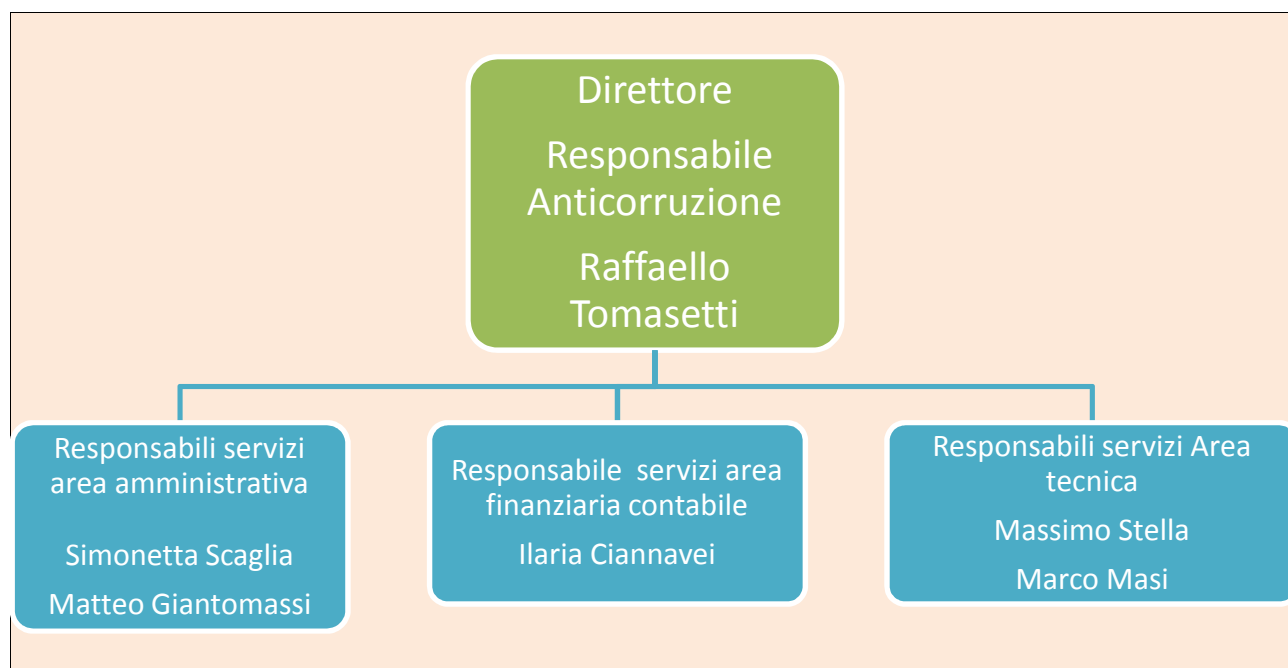 Direttore
Responsabile
Anticorruzione
Raffaello
Tomasetti
Responsabili servizi
area amministrativa
Simonetta Scaglia
Matteo Giantomassi
Responsabile servizi area
finanziaria contabile
Ilaria Ciannavei
Responsabili servizi Area
tecnica
Massimo Stella
Marco Masi